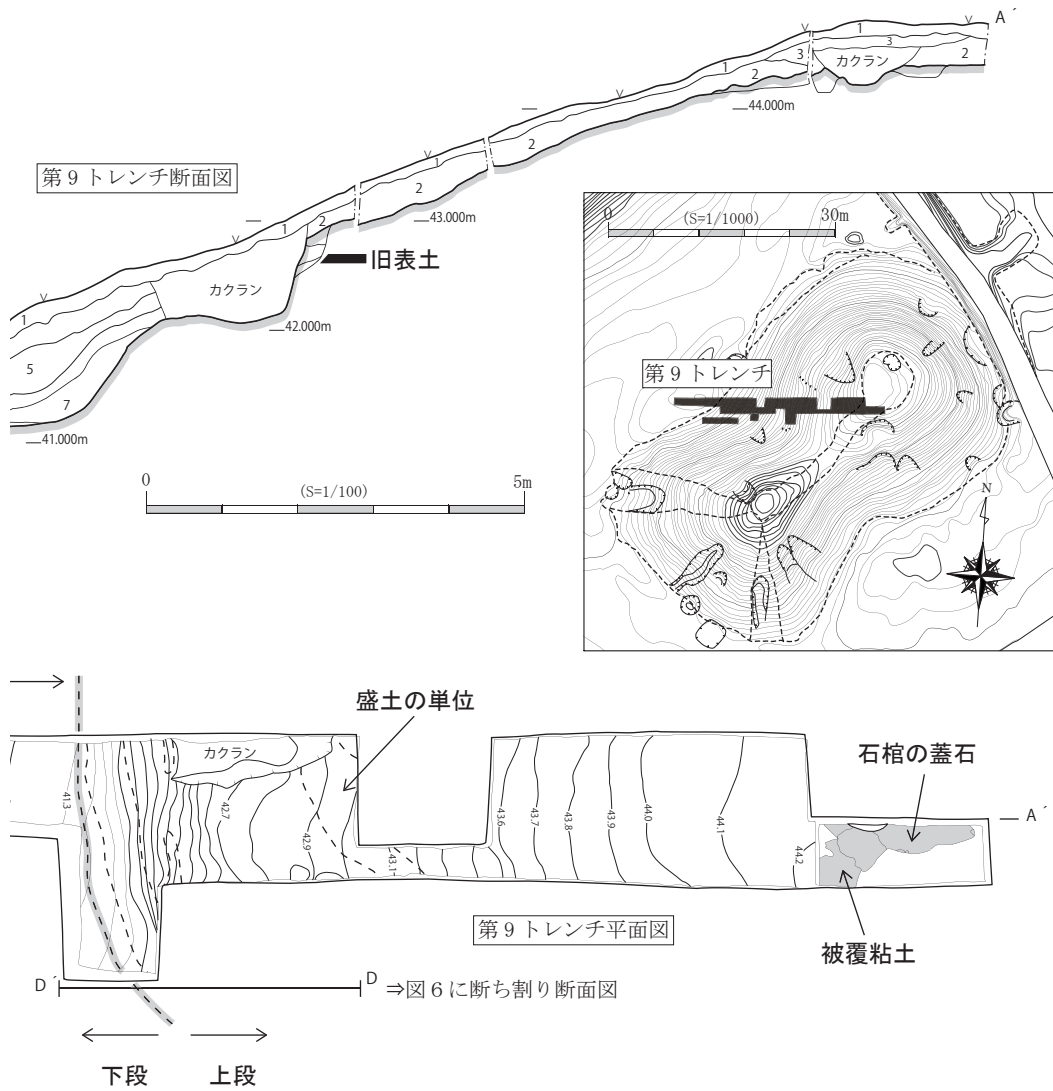 A´
1
3
1
3
2
カクラン
2
1
44.000m
2
第９トレンチ断面図
1
2
43.000m
1
2
旧表土
カクラン
42.000m
1
5
7
41.000m
0
(S=1/100)
5m
0
(S=1/1000)
30m
第９トレンチ
N
盛土の単位
カクラン
石棺の蓋石
41.3
42.7
42.9
43.1
43.6
43.7
43.8
43.9
44.0
44.1
44.2
A´
第９トレンチ平面図
被覆粘土
D´
D
⇒図６に断ち割り断面図
下段
上段